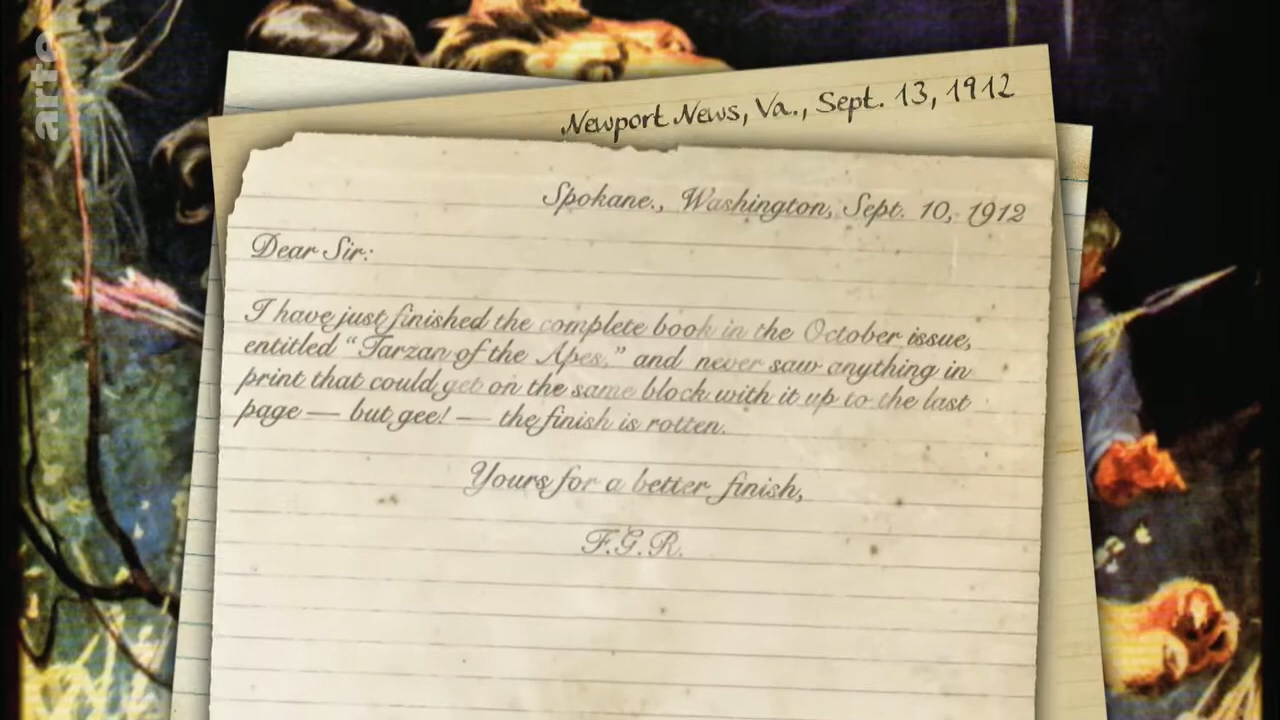 arte
Newport News, Va., Sept. 13, 1912
Spokane., Washington, Sept. 10, 1912
Dear Sir:
I have just finished the complete book in the October issue,
entitled “Tarzan of the Apes,” and never saw anything in
print that could get on the same block with it up to the last
page — but gee! — the finish is rotten.
Yours for a better finish,
F.G.R.